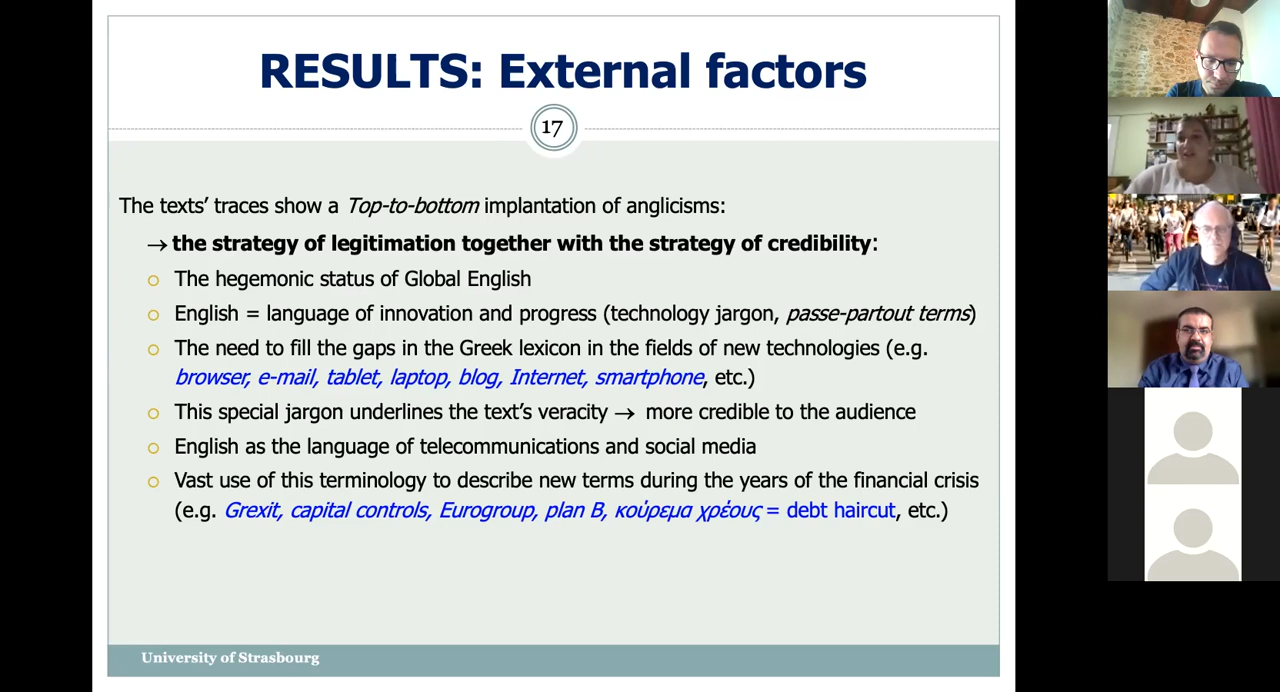 RESULTS: External factors
17
The texts’ traces show a Top-to-bottom implantation of anglicisms:
→ the strategy of legitimation together with the strategy of credibility:
The hegemonic status of Global English
English = language of innovation and progress (technology jargon, passe-partout terms)
The need to fill the gaps in the Greek lexicon in the fields of new technologies (e.g.
browser, e-mail, tablet, laptop, blog, Internet, smartphone, etc.)
This special jargon underlines the text’s veracity → more credible to the audience
English as the language of telecommunications and social media
Vast use of this terminology to describe new terms during the years of the financial crisis
(e.g. Grexit, capital controls, Eurogroup, plan B, κούρεμα χρέους = debt haircut, etc.)
University of Strasbourg